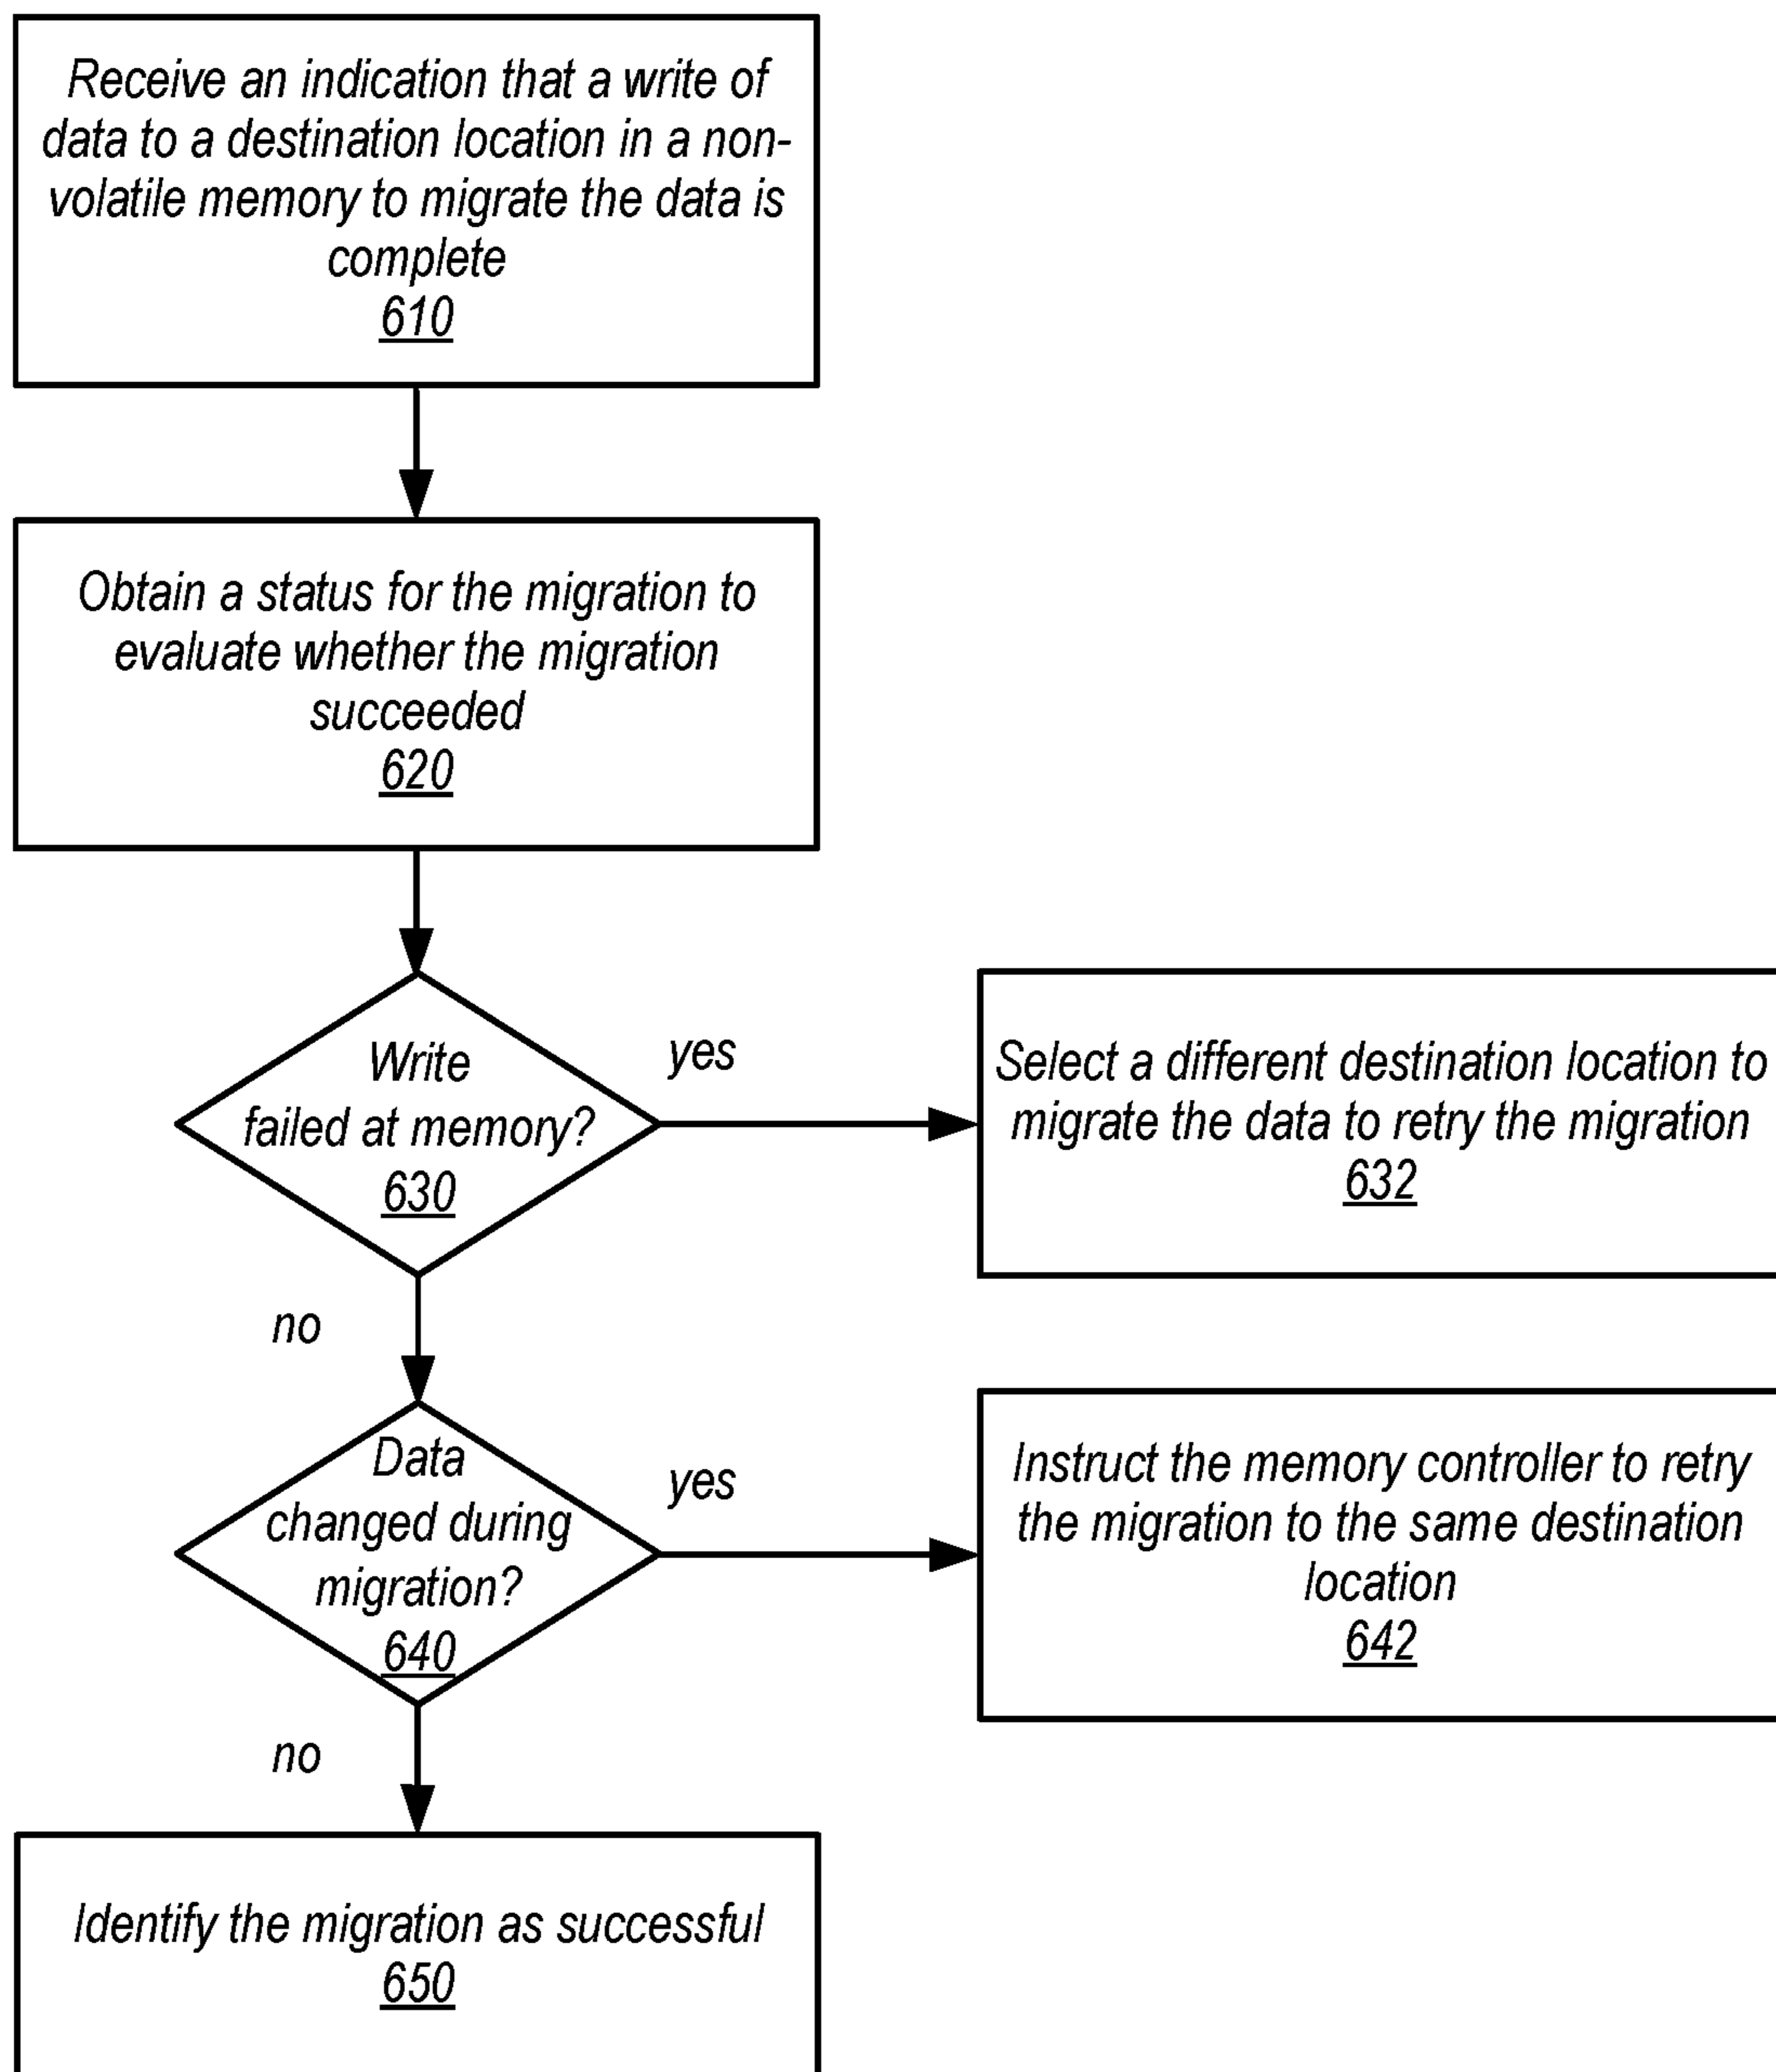 Receive an indication that a write of
data to a destination location in a non-
volatile memory to migrate the data is
complete
610
Obtain a status for the migration to
evaluate whether the migration
succeeded
620
Write
failed at memory?
630
yes
Select a different destination location to
migrate the data to retry the migration
632
no
Data
changed during
migration?
640
yes
Instruct the memory controller to retry
the migration to the same destination
location
642
no
Identify the migration as successful
650